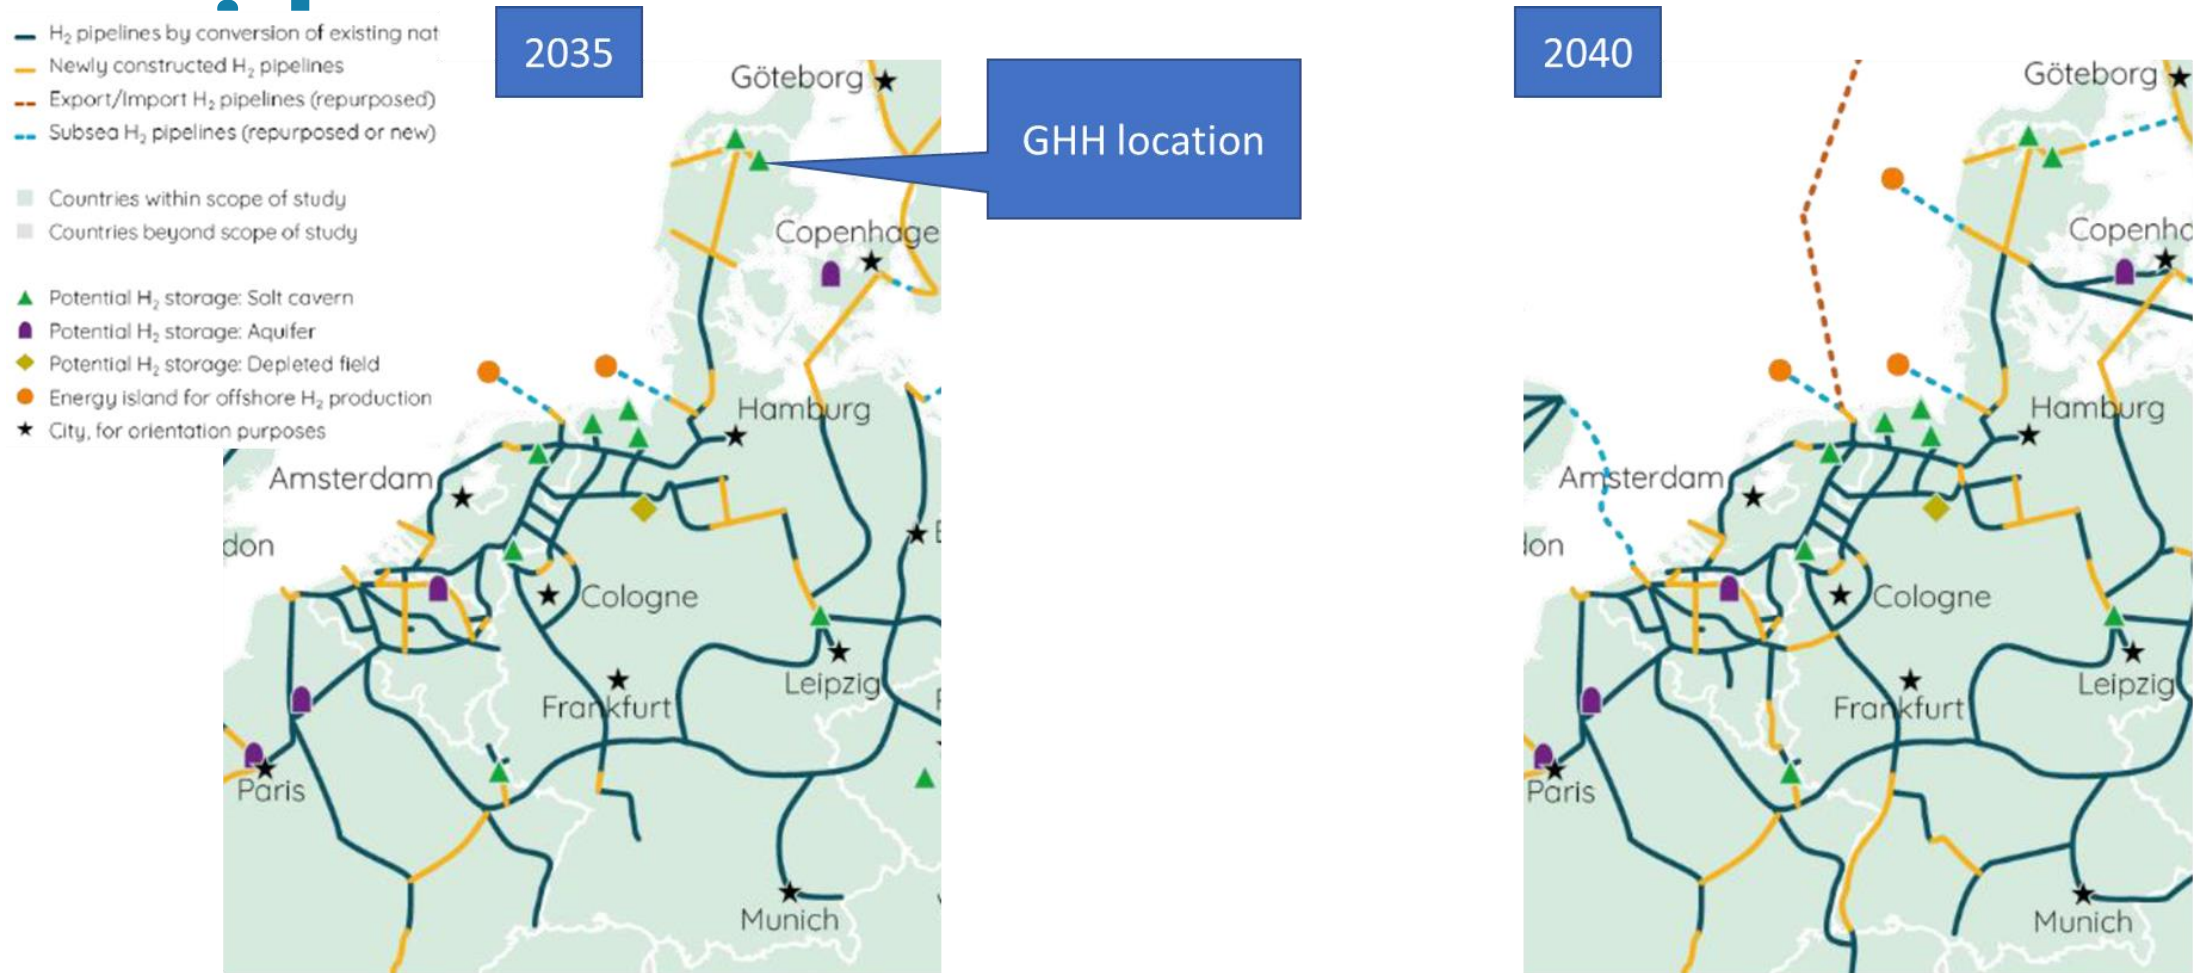 H₂ pipelines by conversion of existing nat
Newly constructed H₂ pipelines
Export/Import H₂ pipelines (repurposed)
Subsea H₂ pipelines (repurposed or new)
Countries within scope of study
Countries beyond scope of study
Potential H₂ storage: Salt cavern
Potential H₂ storage: Aquifer
Potential H₂ storage: Depleted field
Energy island for offshore H₂ production
City, for orientation purposes
2035
GHH location
Göteborg
Copenhage
Hamburg
Amsterdam
don
Cologne
Leipzig
Frankfurt
Paris
Munich
2040
Göteborg
Copenha
Hamburg
Amsterdam
lon
Cologne
Leipzig
Frankfurt
Paris
Munich